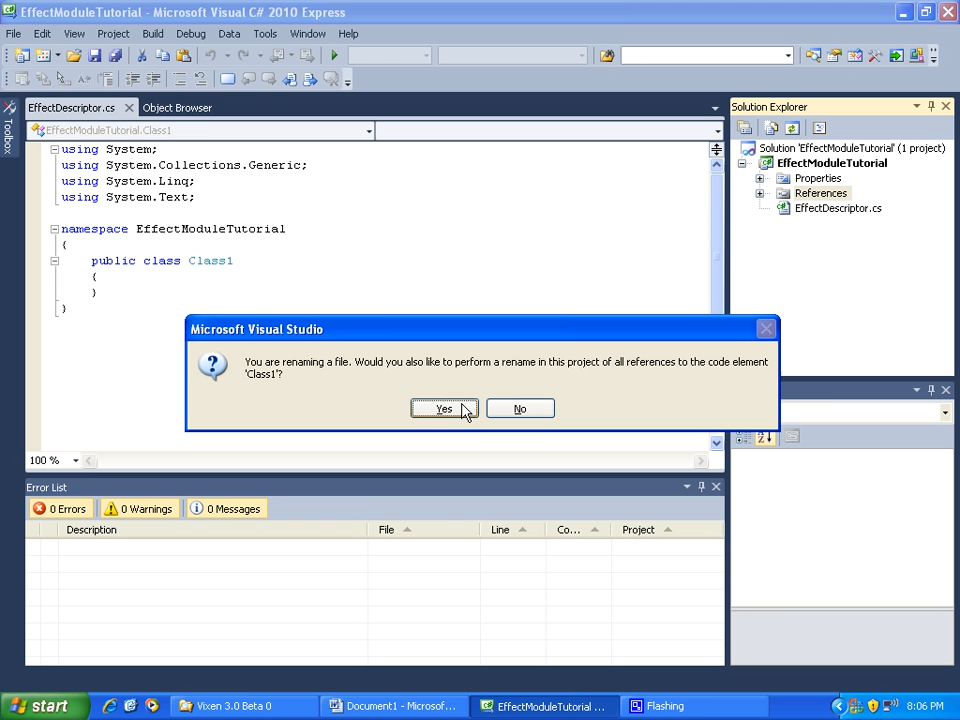 EffectModuleTutorial - Microsoft Visual C# 2010 Express
File Edit View Project Build Debug Data Tools Window Help
EffectDescriptor.cs Object Browser
EffectModuleTutorial.Class1
Toolbox
using System;
using System.Collections.Generic;
using System.Linq;
using System.Text;
namespace EffectModuleTutorial
{
public class Class1
{
}
}
100 %
Solution Explorer
Solution 'EffectModuleTutorial' (1 project)
EffectModuleTutorial
Properties
References
EffectDescriptor.cs
Microsoft Visual Studio
You are renaming a file. Would you also like to perform a rename in this project of all references to the code element
'Class1'?
Yes No
Error List
0 Errors 0 Warnings 0 Messages
Description File Line Co... Project
start Vixen 3.0 Beta 0 Document1 - Microsof... EffectModuleTutorial ... Flashing 8:06 PM